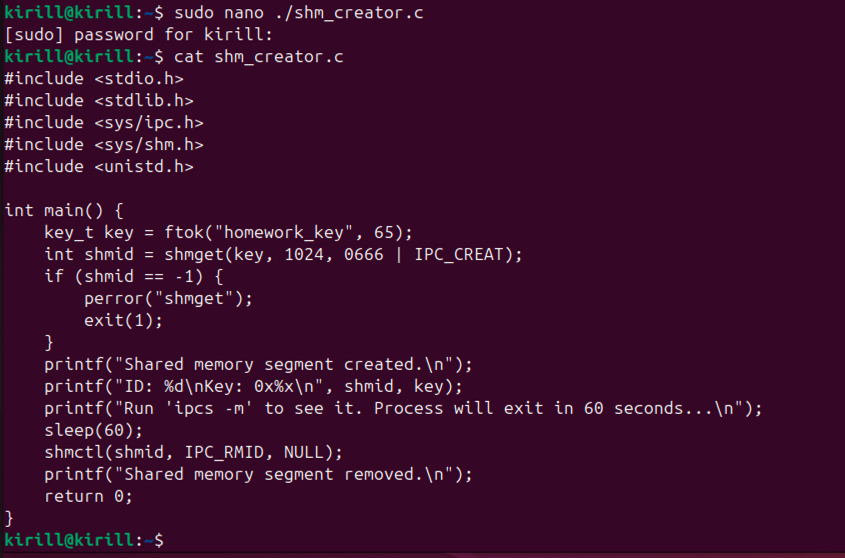 kirill@kirill:~$ sudo nano ./shm_creator.c
[sudo] password for kirill:
kirill@kirill:~$ cat shm_creator.c
#include <stdio.h>
#include <stdlib.h>
#include <sys/ipc.h>
#include <sys/shm.h>
#include <unistd.h>

int main() {
    key_t key = ftok("homework_key", 65);
    int shmid = shmget(key, 1024, 0666 | IPC_CREAT);
    if (shmid == -1) {
        perror("shmget");
        exit(1);
    }
    printf("Shared memory segment created.\n");
    printf("ID: %d\nKey: 0x%x\n", shmid, key);
    printf("Run 'ipcs -m' to see it. Process will exit in 60 seconds...\n");
    sleep(60);
    shmctl(shmid, IPC_RMID, NULL);
    printf("Shared memory segment removed.\n");
    return 0;
}
kirill@kirill:~$